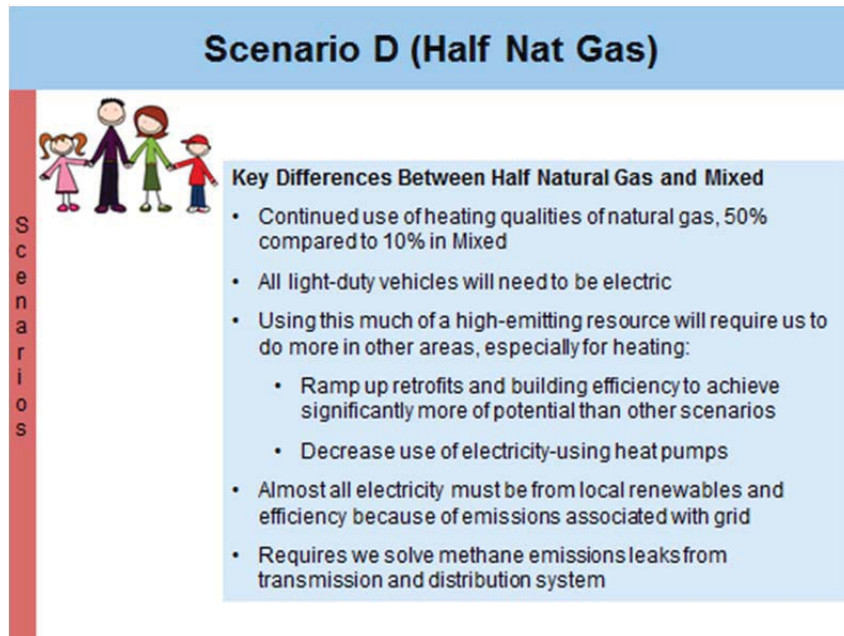 Scenario D (Half Nat Gas)
Scenarios
Key Differences Between Half Natural Gas and Mixed
• Continued use of heating qualities of natural gas, 50%
compared to 10% in Mixed
• All light-duty vehicles will need to be electric
• Using this much of a high-emitting resource will require us to
do more in other areas, especially for heating:
• Ramp up retrofits and building efficiency to achieve
significantly more of potential than other scenarios
• Decrease use of electricity-using heat pumps
• Almost all electricity must be from local renewables and
efficiency because of emissions associated with grid
• Requires we solve methane emissions leaks from
transmission and distribution system